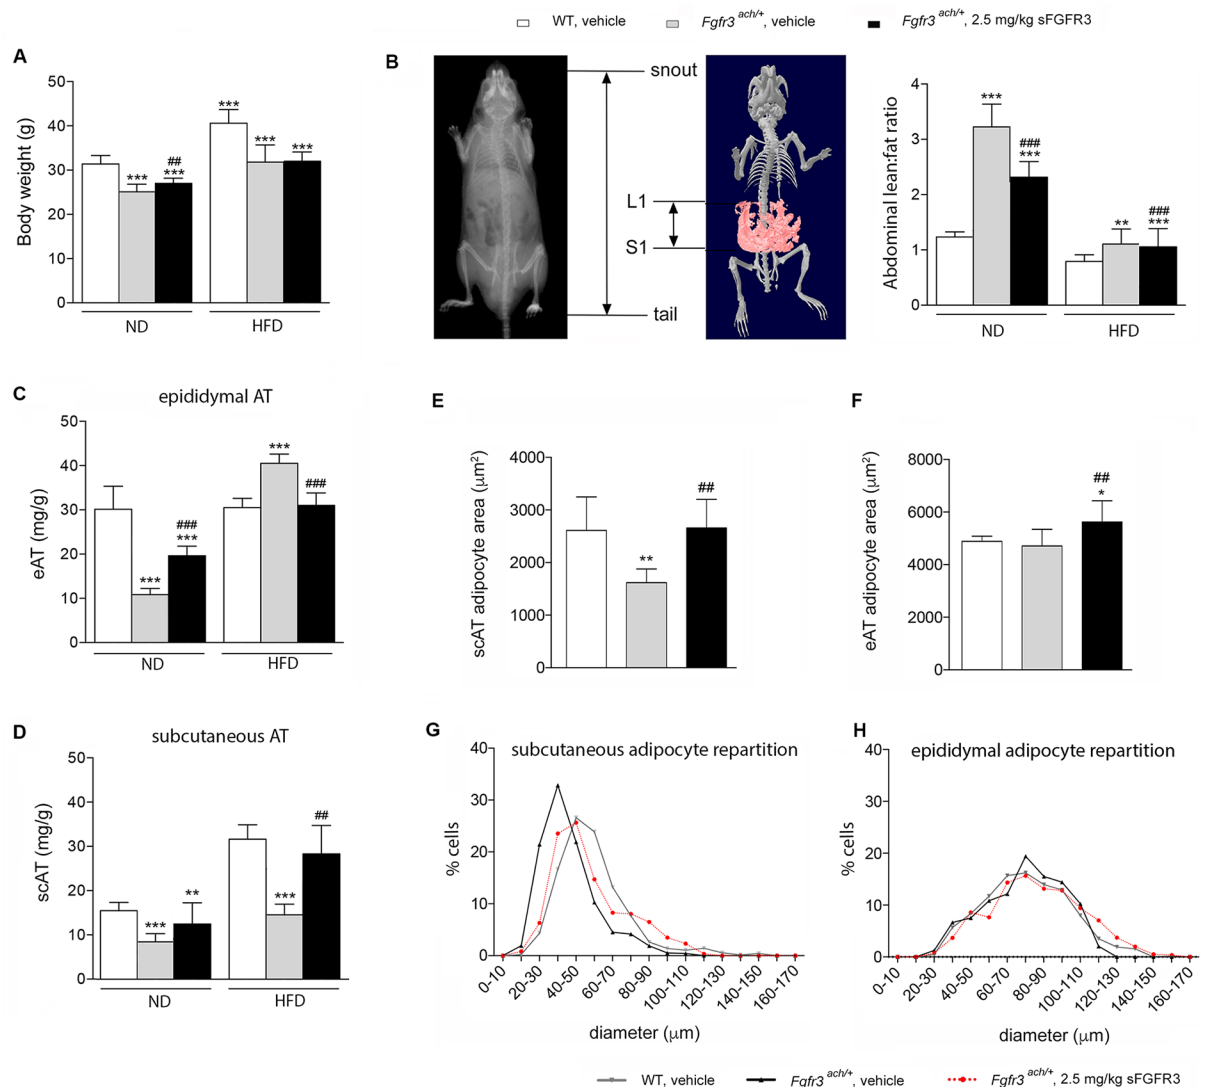 WT, vehicle
Fgfr3 ach/+, vehicle
Fgfr3 ach/+, 2.5 mg/kg sFGFR3
A
Body weight (g)
50
40
30
20
10
0
***
##
***
***
***
***
ND
HFD
B
snout
L1
S1
tail
Abdominal lean:fat ratio
4
3
2
1
0
***
###
***
**
###
***
ND
HFD
C
epididymal AT
eAT (mg/g)
50
40
30
20
10
0
***
###
***
***
###
ND
HFD
E
scAT adipocyte area (μm²)
4000
3000
2000
1000
0
**
##
F
eAT adipocyte area (μm²)
8000
6000
4000
2000
0
##
*
D
subcutaneous AT
scAT (mg/g)
50
40
30
20
10
0
***
**
***
##
ND
HFD
G
subcutaneous adipocyte repartition
% cells
40
30
20
10
0
0-10
20-30
40-50
60-70
80-90
100-110
120-130
140-150
160-170
diameter (μm)
H
epididymal adipocyte repartition
% cells
40
30
20
10
0
0-10
20-30
40-50
60-70
80-90
100-110
120-130
140-150
160-170
diameter (μm)
WT, vehicle
Fgfr3 ach/+, vehicle
Fgfr3 ach/+, 2.5 mg/kg sFGFR3